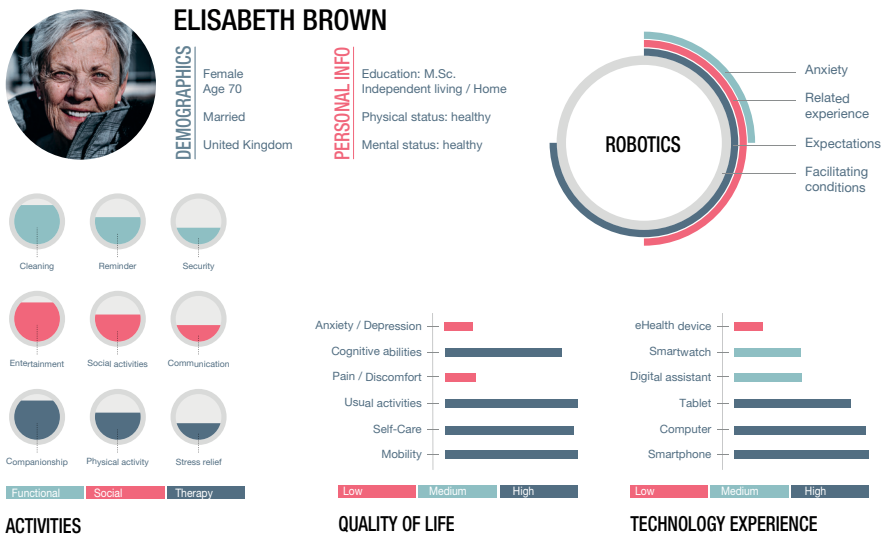 ELISABETH BROWN
DEMOGRAPHICS
Female
Age 70
Married
United Kingdom
PERSONAL INFO
Education: M.Sc.
Independent living / Home
Physical status: healthy
Mental status: healthy
ROBOTICS
Anxiety
Related
experience
Expectations
Facilitating
conditions
Cleaning
Reminder
Security
Entertainment
Social activities
Communication
Companionship
Physical activity
Stress relief
Functional
Social
Therapy
ACTIVITIES
Anxiety / Depression
Cognitive abilities
Pain / Discomfort
Usual activities
Self-Care
Mobility
Low
Medium
High
QUALITY OF LIFE
eHealth device
Smartwatch
Digital assistant
Tablet
Computer
Smartphone
Low
Medium
High
TECHNOLOGY EXPERIENCE